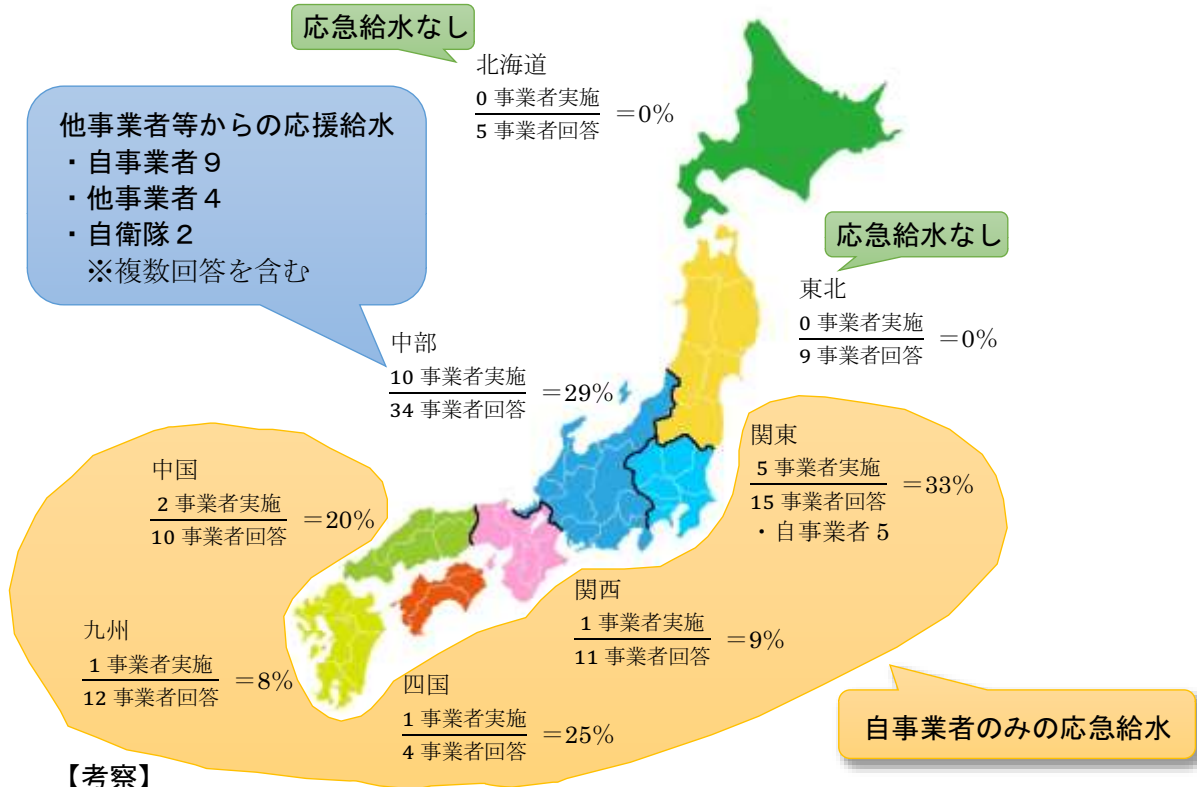 応急給水なし
北海道
0 事業者実施
5 事業者回答
=0%
他事業者等からの応援給水
・自事業者９
・他事業者４
・自衛隊２
※複数回答を含む
応急給水なし
東北
0 事業者実施
9 事業者回答
=0%
中部
10 事業者実施
34 事業者回答
=29%
関東
5 事業者実施
15 事業者回答
=33%
・自事業者 5
中国
2 事業者実施
10 事業者回答
=20%
関西
1 事業者実施
11 事業者回答
=9%
九州
1 事業者実施
12 事業者回答
=8%
四国
1 事業者実施
4 事業者回答
=25%
自事業者のみの応急給水
【考察】